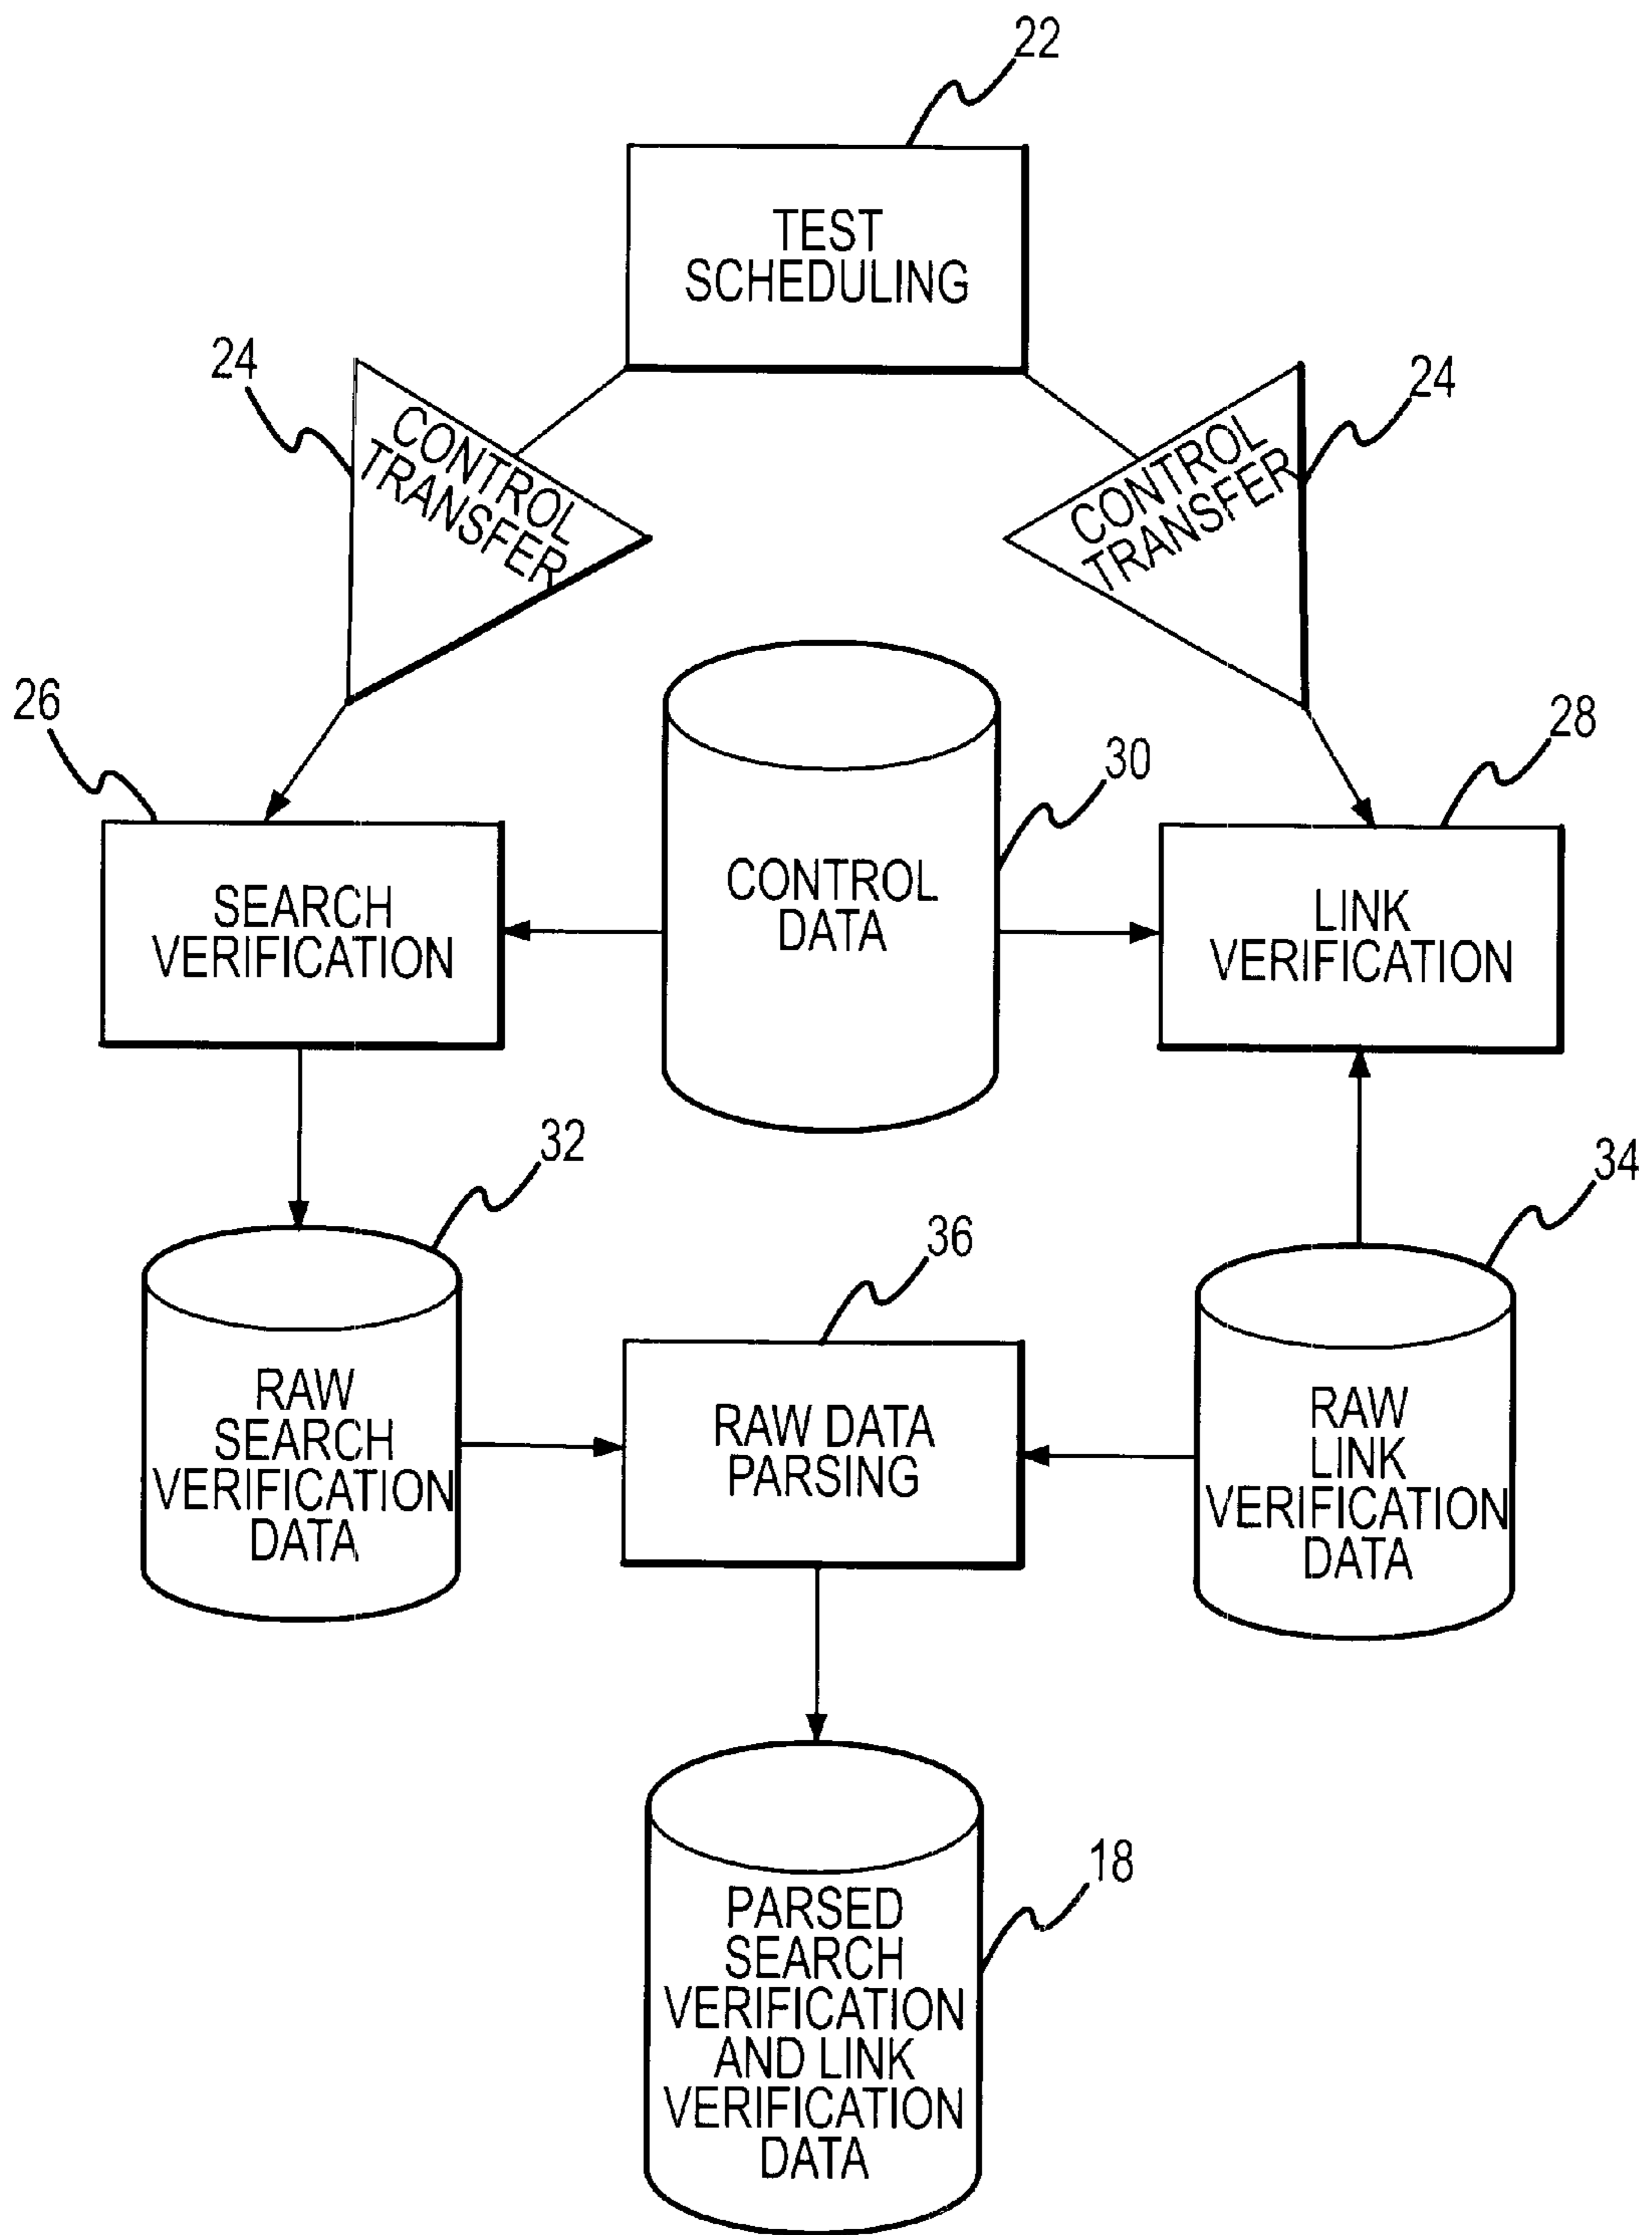 22
TEST
SCHEDULING
24
CONTROL
TRANSFER
24
CONTROL
TRANSFER
26
SEARCH
VERIFICATION
30
CONTROL
DATA
28
LINK
VERIFICATION
32
RAW
SEARCH
VERIFICATION
DATA
36
RAW DATA
PARSING
34
RAW
LINK
VERIFICATION
DATA
18
PARSED
SEARCH
VERIFICATION
AND LINK
VERIFICATION
DATA